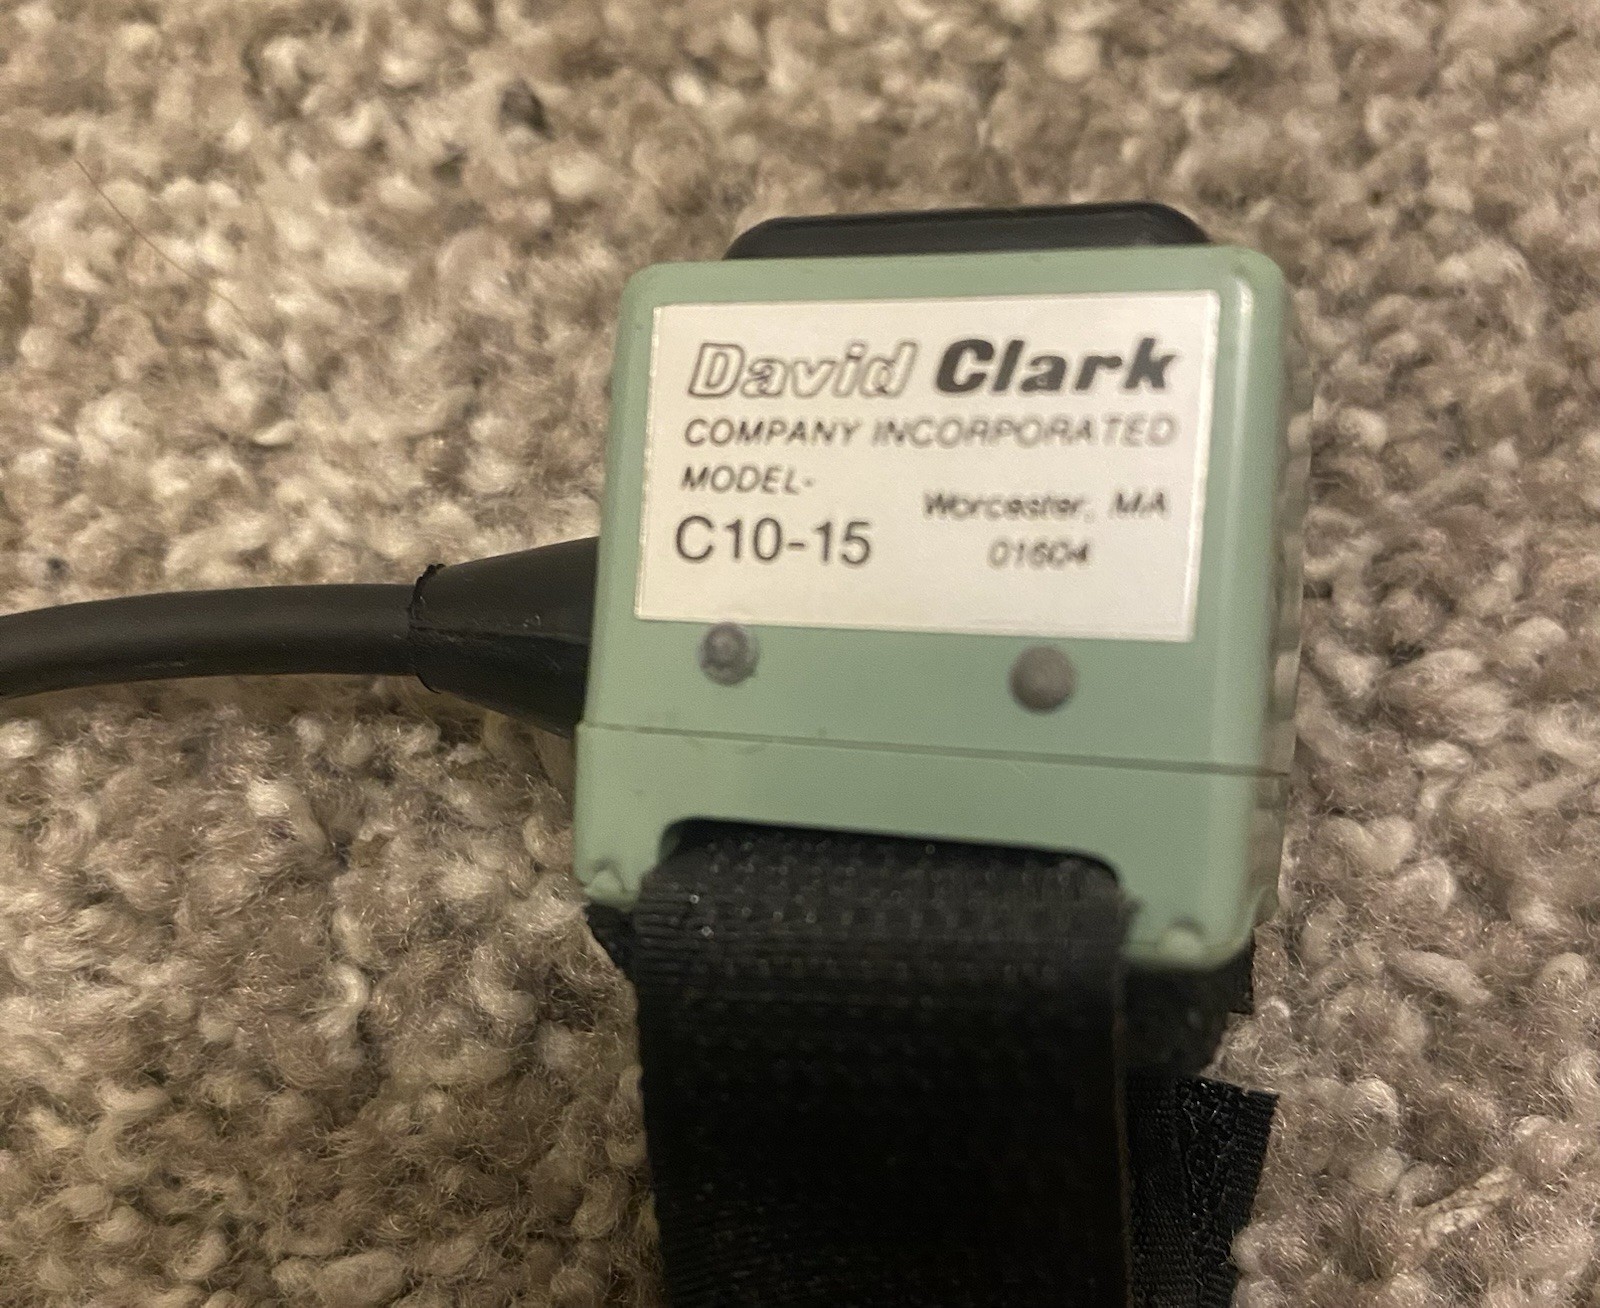 David Clark
COMPANY INCORPORATED
MODEL-
C10-15
Worcester, MA
01604